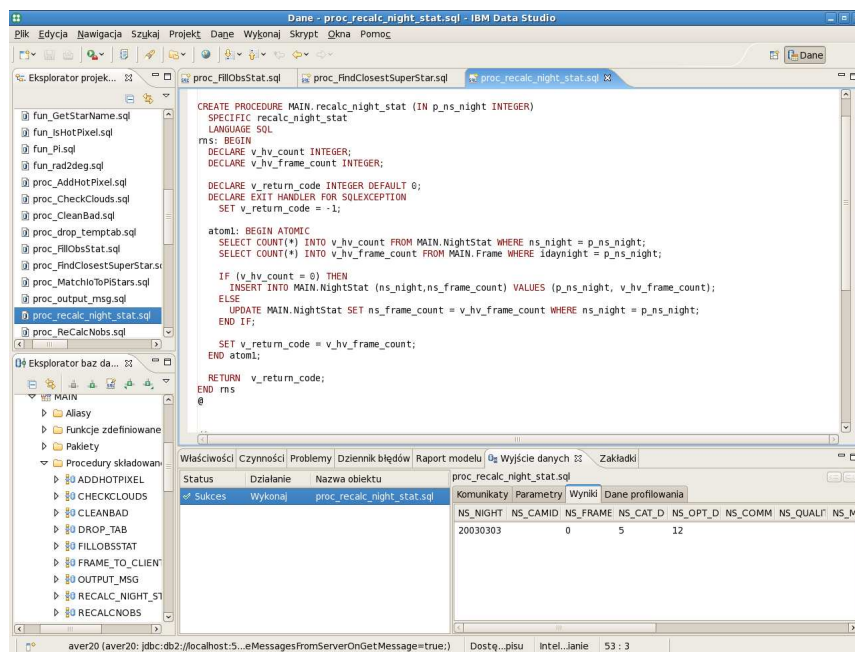 Dane - proc_recalc_night_stat.sql - IBM Data Studio
Plik Edycja Nawigacja Szukaj Projekt Dane Wykonaj Skrypt Okna Pomoc
Dane
Eksplorator projek...
fun_GetStarName.sql
fun_IsHotPixel.sql
fun_Pi.sql
fun_rad2deg.sql
proc_AddHotPixel.sql
proc_CheckClouds.sql
proc_CleanBad.sql
proc_drop_temptab.sql
proc_FillObsStat.sql
proc_FindClosestSuperStar.s
proc_MatchIoToPiStars.sql
proc_output_msg.sql
proc_recalc_night_stat.sql
proc_ReCalcNobs.sql
proc_FillObsStat.sql proc_FindClosestSuperStar.sql proc_recalc_night_stat.sql
CREATE PROCEDURE MAIN.recalc_night_stat (IN p_ns_night INTEGER)
SPECIFIC recalc_night_stat
LANGUAGE SQL
rns: BEGIN
DECLARE v_hv_count INTEGER;
DECLARE v_hv_frame_count INTEGER;
DECLARE v_return_code INTEGER DEFAULT 0;
DECLARE EXIT HANDLER FOR SQLEXCEPTION
SET v_return_code = -1;
atom1: BEGIN ATOMIC
SELECT COUNT(*) INTO v_hv_count FROM MAIN.NightStat WHERE ns_night = p_ns_night;
SELECT COUNT(*) INTO v_hv_frame_count FROM MAIN.Frame WHERE idaynight = p_ns_night;
IF (v_hv_count = 0) THEN
INSERT INTO MAIN.NightStat (ns_night,ns_frame_count) VALUES (p_ns_night, v_hv_frame_count);
ELSE
UPDATE MAIN.NightStat SET ns_frame_count = v_hv_frame_count WHERE ns_night = p_ns_night;
END IF;
SET v_return_code = v_hv_frame_count;
END atom1;
RETURN v_return_code;
END rns
@
Eksplorator baz da...
MAIN
Aliasy
Funkcje zdefiniowane
Pakiety
Procedury składowan
ADDHOTPIXEL
CHECKCLOUDS
CLEANBAD
DROP_TAB
FILLOBSSTAT
FRAME_TO_CLIEN
OUTPUT_MSG
RECALC_NIGHT_ST
RECALCNOBS
Właściwości Czynności Problemy Dziennik błędów Raport modelu Wyjście danych Zakładki
Status Działanie Nazwa obiektu
Sukces Wykonaj proc_recalc_night_stat.sql
proc_recalc_night_stat.sql
Komunikaty Parametry Wyniki Dane profilowania
NS_NIGHT NS_CAMID NS_FRAME NS_CAT_D NS_OPT_D NS_COMM NS_QUALI NS_M
20030303 0 5 12
aver20 (aver20: jdbc:db2://localhost:5...eMessagesFromServerOnGetMessage=true;) Dostę...pisu Intel...ianie 53 : 3